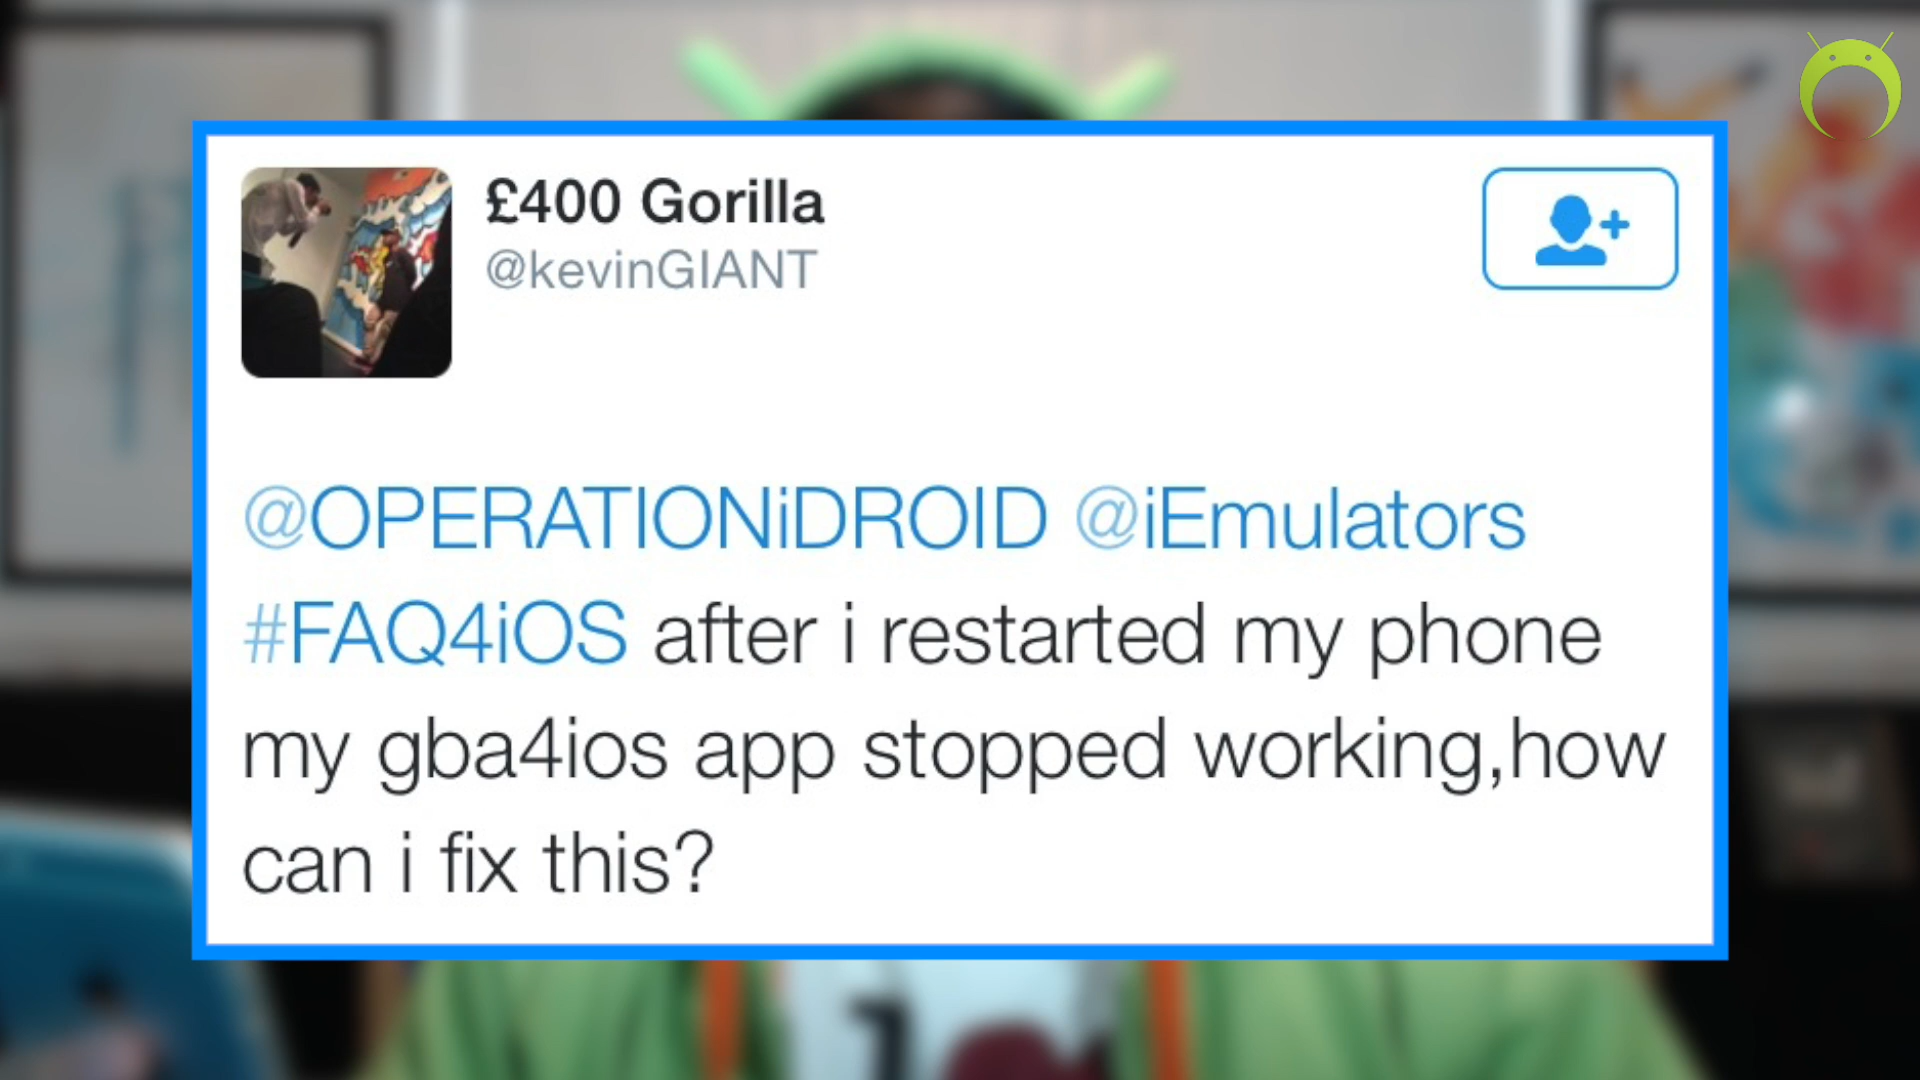 £400 Gorilla
@kevinGIANT
@OPERATIONiDROID @iEmulators
#FAQ4iOS after i restarted my phone
my gba4ios app stopped working,how
can i fix this?